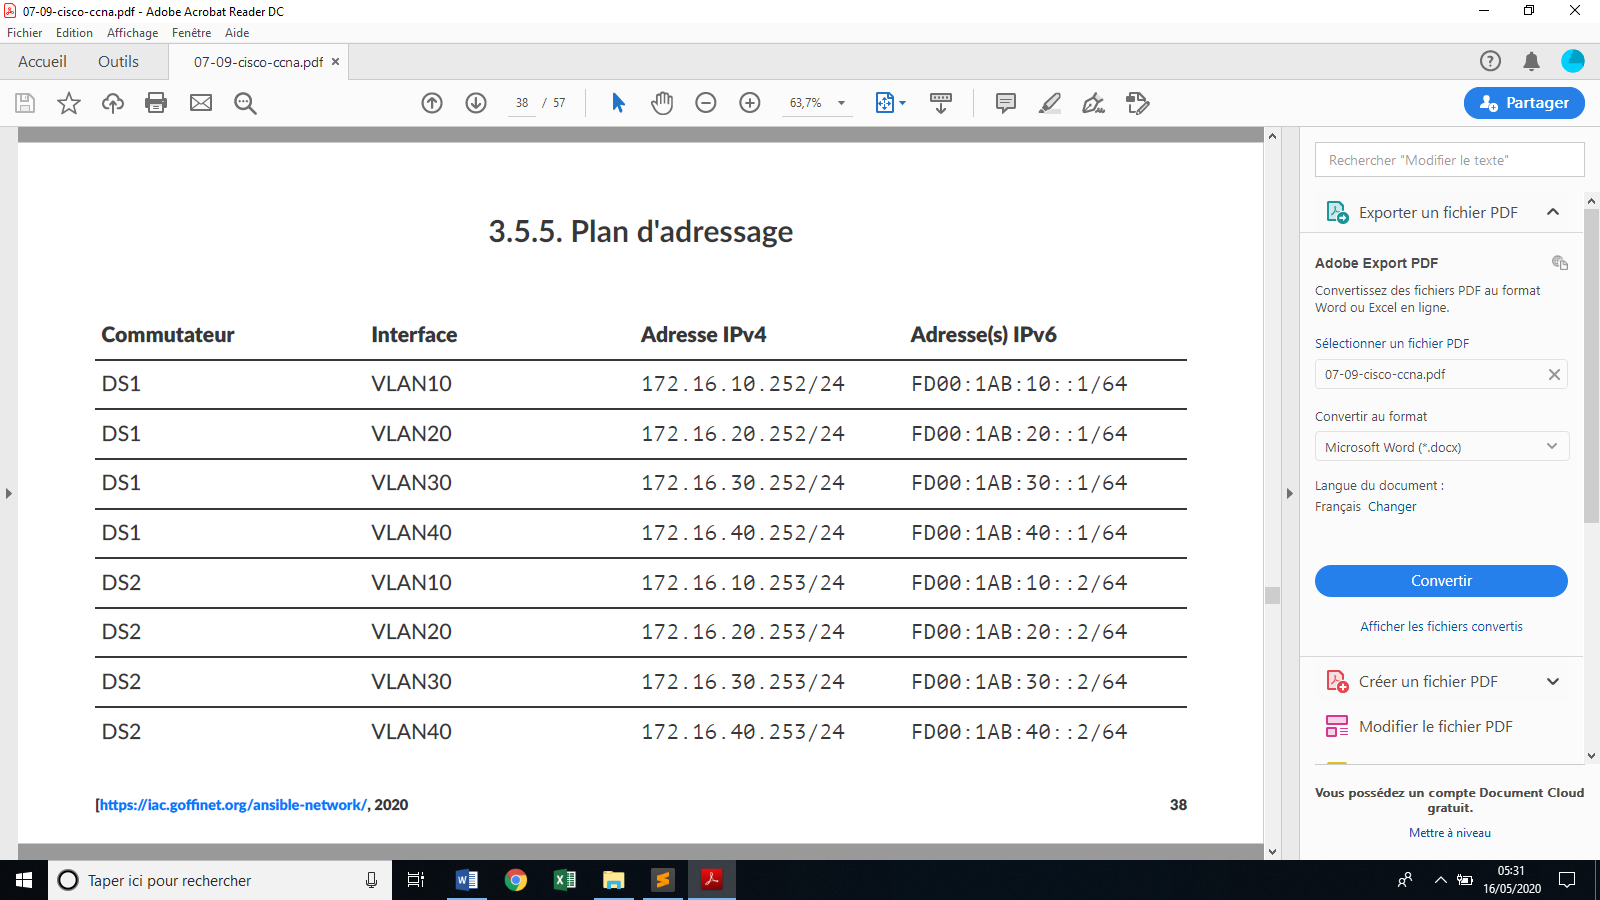 07-09-cisco-ccna.pdf - Adobe Acrobat Reader DC
Fichier Edition Affichage Fenêtre Aide
Accueil Outils 07-09-cisco-ccna.pdf ×
38 / 57 63,7% Partager
Rechercher "Modifier le texte"
Exporter un fichier PDF
Adobe Export PDF
Convertissez des fichiers PDF au format
Word ou Excel en ligne.
Sélectionner un fichier PDF
07-09-cisco-ccna.pdf
Convertir au format
Microsoft Word (*.docx)
Langue du document :
Français Changer
Convertir
Afficher les fichiers convertis
Créer un fichier PDF
Modifier le fichier PDF
Vous possédez un compte Document Cloud
gratuit.
Mettre à niveau
3.5.5. Plan d'adressage
Commutateur Interface Adresse IPv4 Adresse(s) IPv6
DS1 VLAN10 172.16.10.252/24 FD00:1AB:10::1/64
DS1 VLAN20 172.16.20.252/24 FD00:1AB:20::1/64
DS1 VLAN30 172.16.30.252/24 FD00:1AB:30::1/64
DS1 VLAN40 172.16.40.252/24 FD00:1AB:40::1/64
DS2 VLAN10 172.16.10.253/24 FD00:1AB:10::2/64
DS2 VLAN20 172.16.20.253/24 FD00:1AB:20::2/64
DS2 VLAN30 172.16.30.253/24 FD00:1AB:30::2/64
DS2 VLAN40 172.16.40.253/24 FD00:1AB:40::2/64
[https://iac.goffinet.org/ansible-network/, 2020 38
Taper ici pour rechercher
05:31
16/05/2020